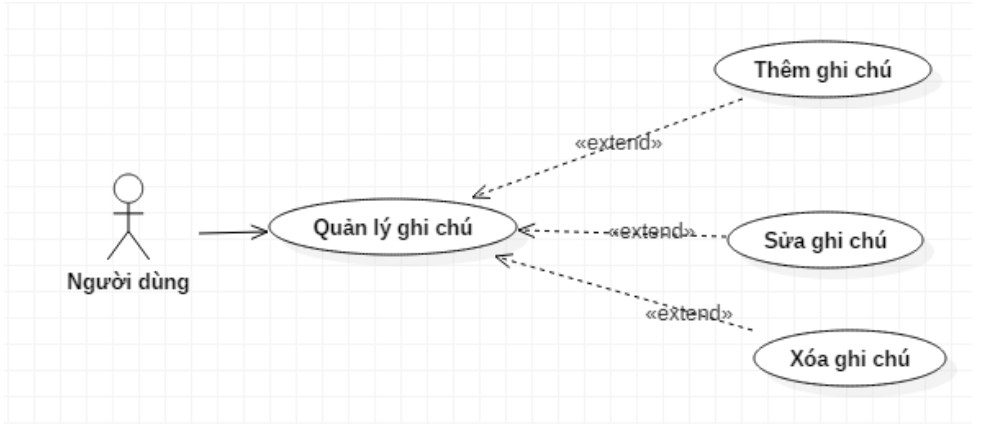 Thêm ghi chú
«extend»
Quản lý ghi chú
«extend»
Sửa ghi chú
Người dùng
«extend»
Xóa ghi chú